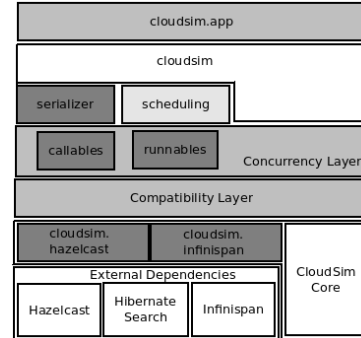 cloudsim.app
cloudsim
serializer
scheduling
callables
runnables
Concurrency Layer
Compatibility Layer
cloudsim.
hazelcast
cloudsim.
infinispan
External Dependencies
CloudSim
Core
Hazelcast
Hibernate
Search
Infinispan